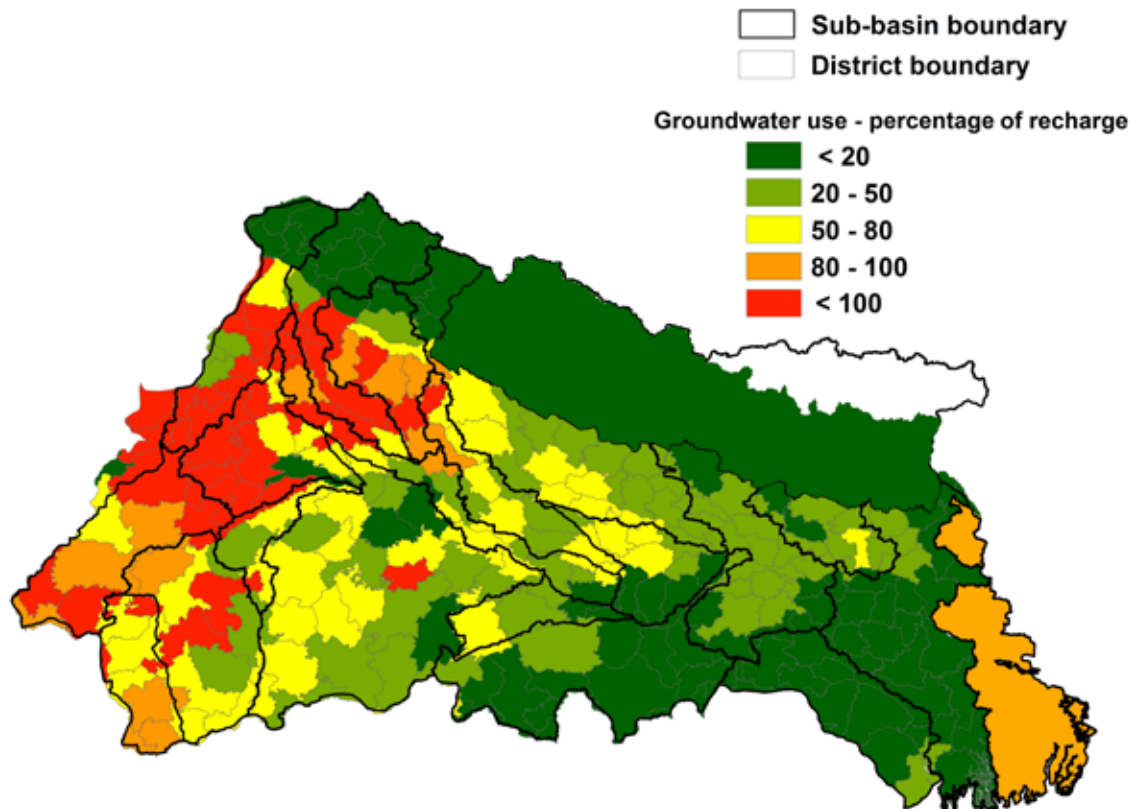 Sub-basin boundary
District boundary
Groundwater use - percentage of recharge
< 20
20 - 50
50 - 80
80 - 100
< 100